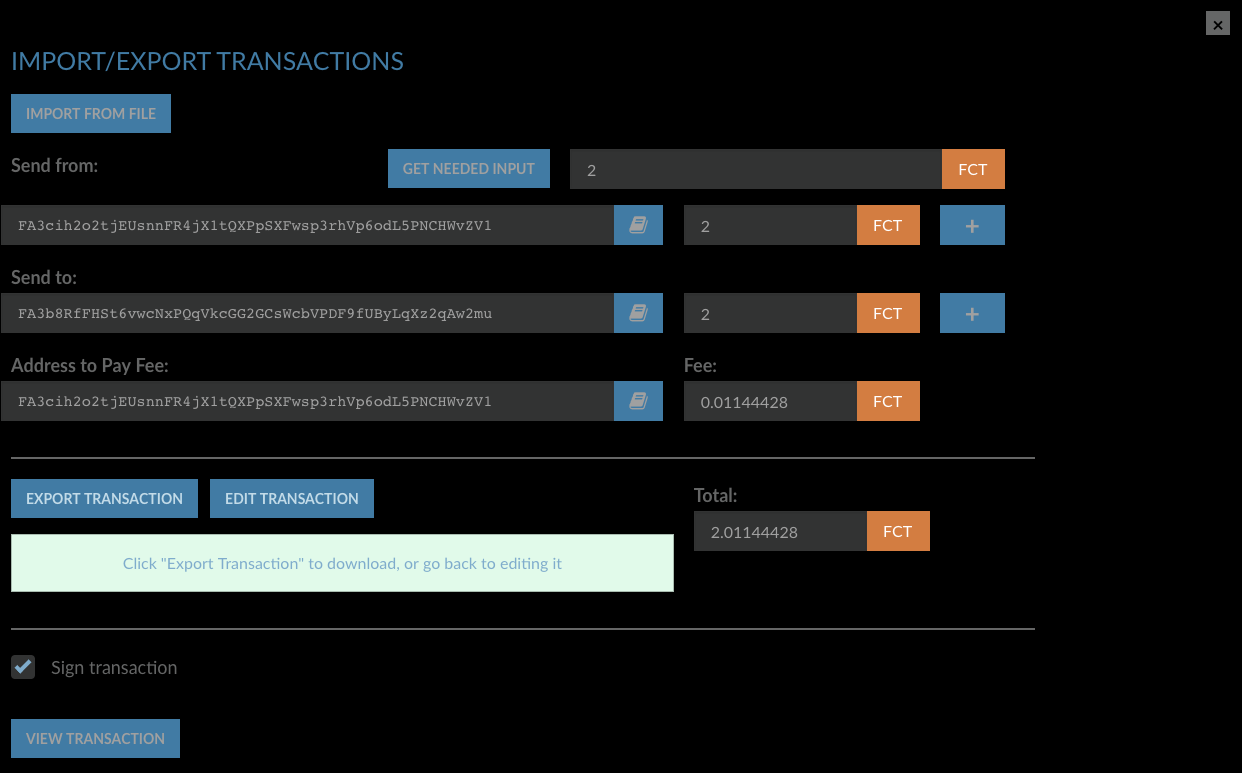 ×
IMPORT/EXPORT TRANSACTIONS
IMPORT FROM FILE
Send from: GET NEEDED INPUT 2 FCT
FA3cih2o2tjEUsnnFR4jX1tQXPpSXFwsp3rhVp6odL5PNCHWvZV1 2 FCT +
Send to:
FA3b8RfFHSt6vwcNxPQqVkcGG2GCsWcbVPDF9fUByLqXz2qAw2mu 2 FCT +
Address to Pay Fee: Fee:
FA3cih2o2tjEUsnnFR4jX1tQXPpSXFwsp3rhVp6odL5PNCHWvZV1 0.01144428 FCT
EXPORT TRANSACTION EDIT TRANSACTION
Total:
2.01144428 FCT
Click "Export Transaction" to download, or go back to editing it
Sign transaction
VIEW TRANSACTION